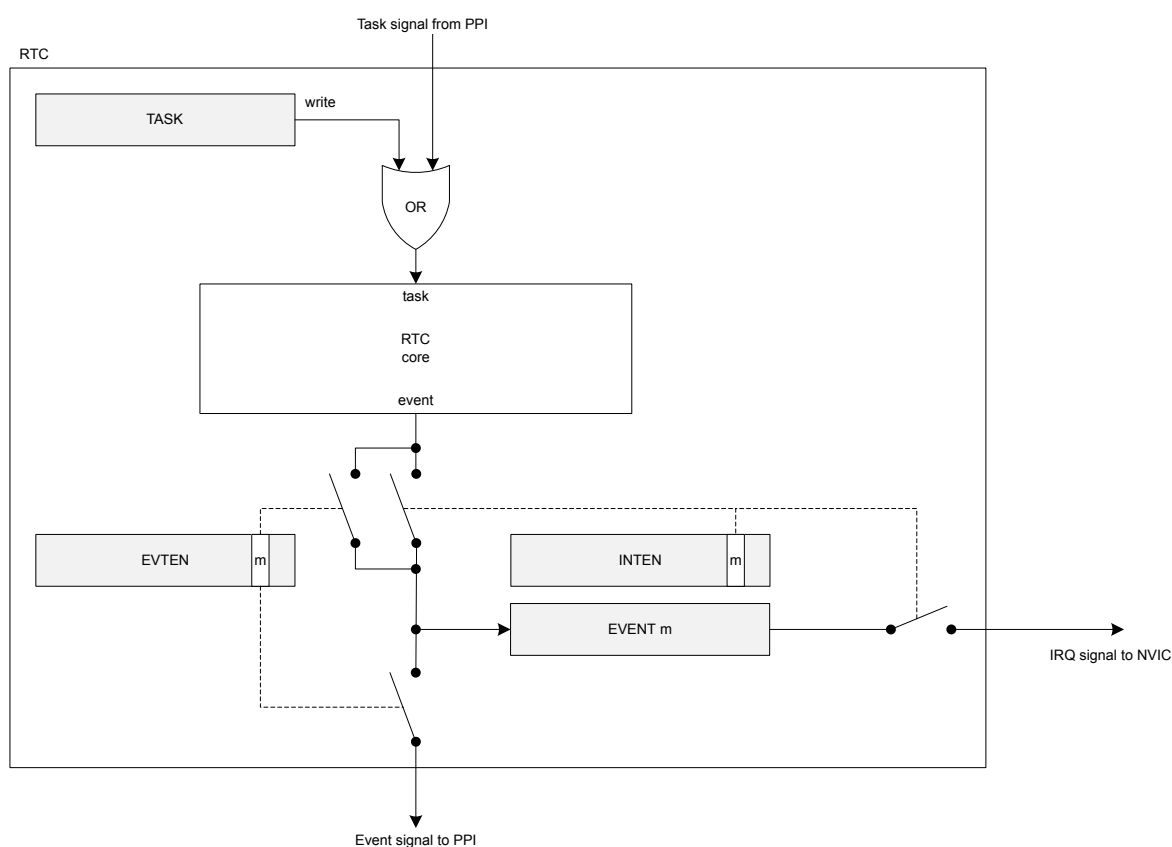 Task signal from PPI
RTC
write
TASK
OR
task
RTC
core
event
EVTEN
m
INTEN
m
EVENT m
IRQ signal to NVIC
Event signal to PPI